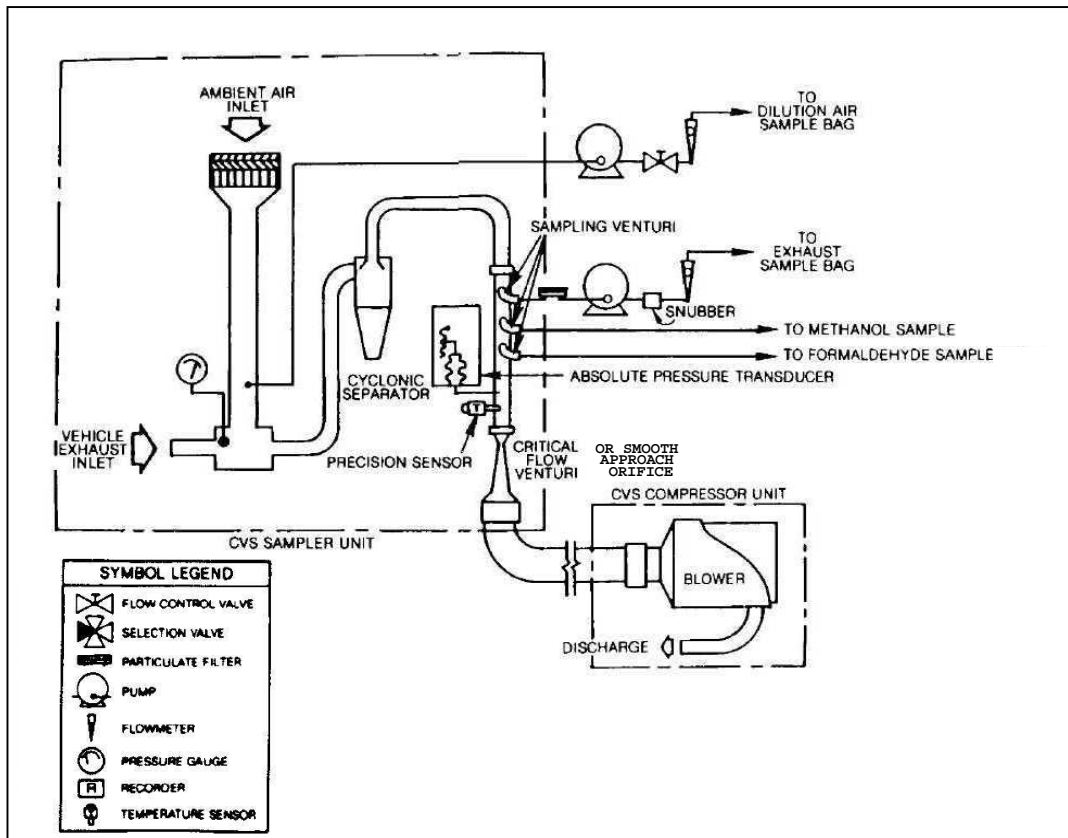 AMBIENT AIR
INLET
TO
DILUTION AIR
SAMPLE BAG
SAMPLING VENTURI
TO
EXHAUST
SAMPLE BAG
SNUBBER
TO METHANOL SAMPLE
TO FORMALDEHYDE SAMPLE
CYCLONIC
SEPARATOR
ABSOLUTE PRESSURE TRANSDUCER
T
VEHICLE
EXHAUST
INLET
PRECISION SENSOR
CRITICAL
FLOW
VENTURI
OR SMOOTH
APPROACH
ORIFICE
CVS COMPRESSOR UNIT
CVS SAMPLER UNIT
BLOWER
DISCHARGE
SYMBOL LEGEND
FLOW CONTROL VALVE
SELECTION VALVE
PARTICULATE FILTER
PUMP
FLOWMETER
PRESSURE GAUGE
R RECORDER
TEMPERATURE SENSOR